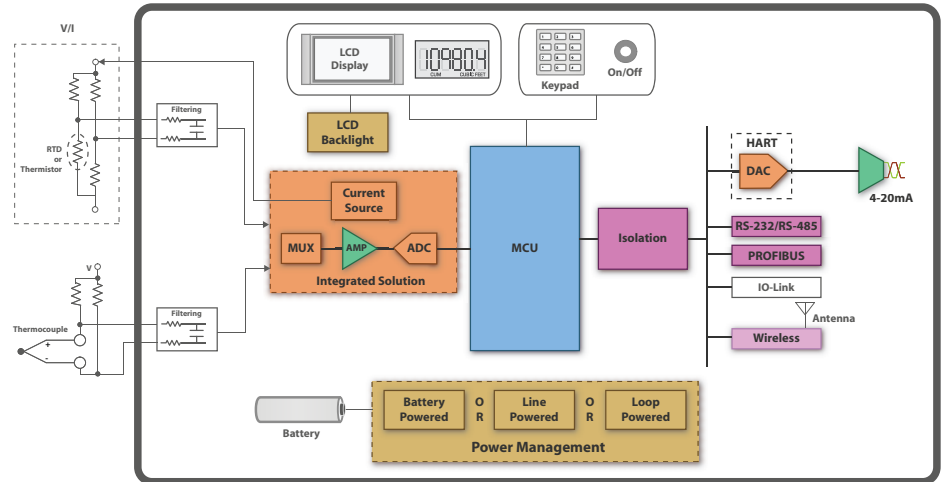 V/I
RTD
or
Thermistor
Filtering
LCD
Display
10980.4
CUM
CUBIC FEET
Keypad
On/Off
LCD
Backlight
Current
Source
MUX
AMP
ADC
Integrated Solution
MCU
Isolation
HART
DAC
4-20mA
RS-232/RS-485
PROFIBUS
IO-Link
Antenna
Wireless
V
Thermocouple
+
-
Filtering
Battery
Battery
Powered
O
R
Line
Powered
O
R
Loop
Powered
Power Management